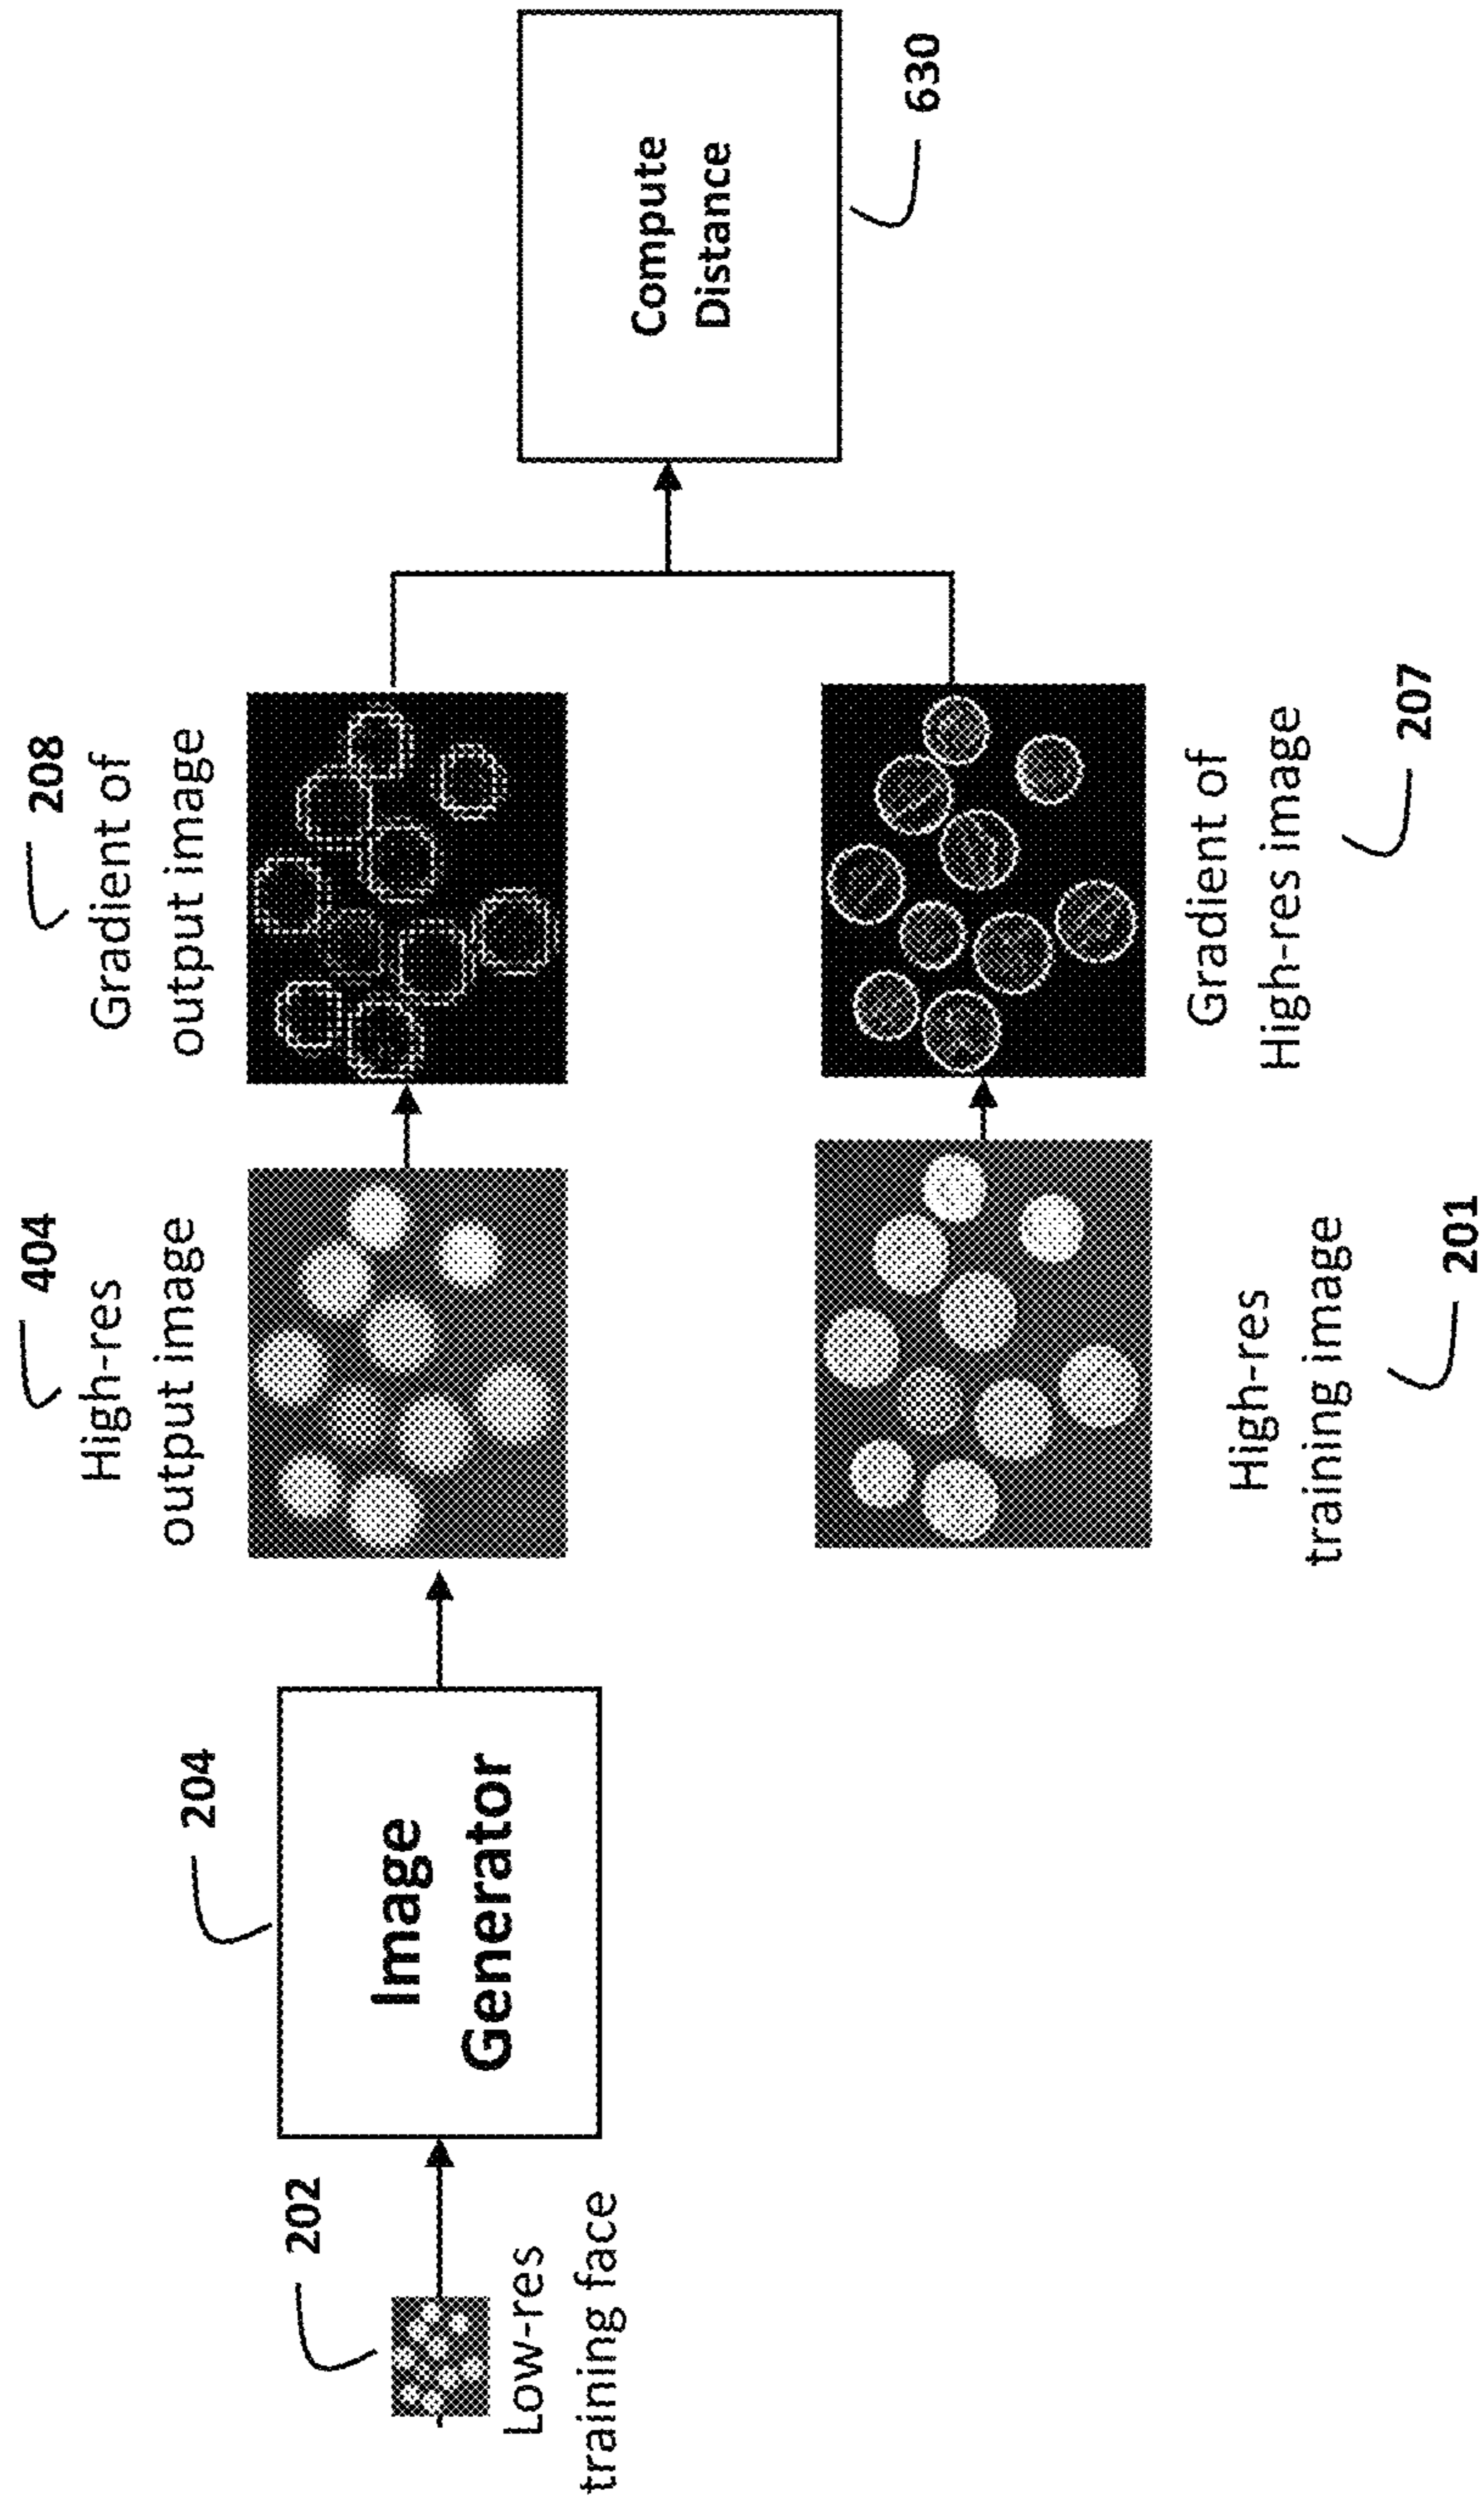 202
Low-res
training face
204
Image
Generator
404
High-res
output image
208
Gradient of
output image
High-res
training image
201
Gradient of
High-res image
207
Compute
Distance
630